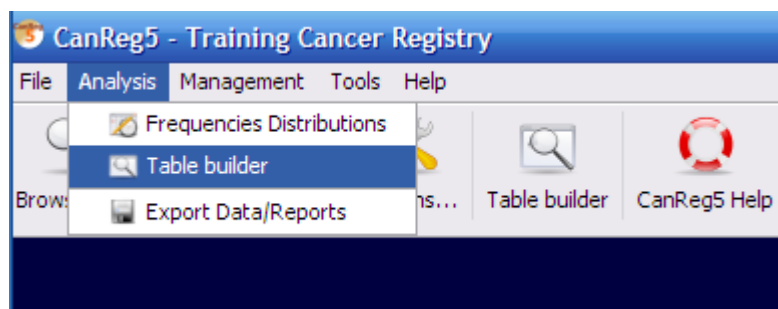 CanReg5 - Training Cancer Registry
File Analysis Management Tools Help
Frequencies Distributions
Table builder
Export Data/Reports
Table builder CanReg5 Help